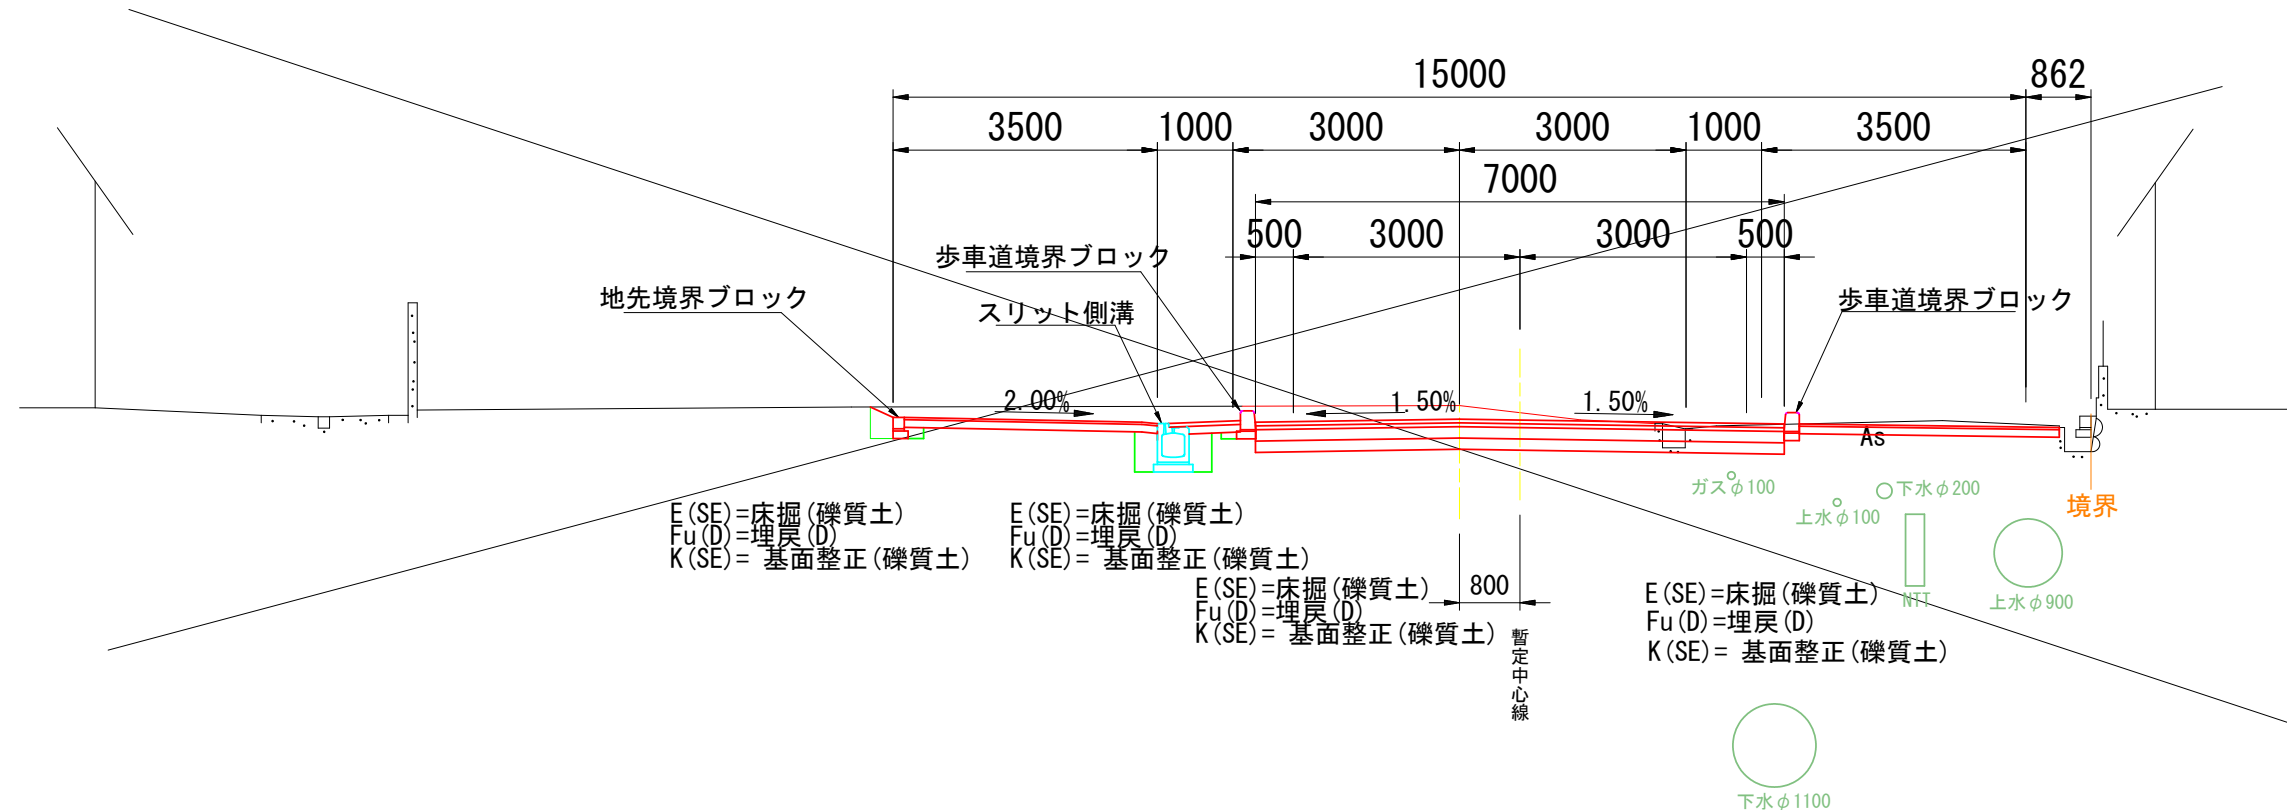 15000
862
3500
1000
3000
3000
1000
3500
7000
500
3000
3000
500
歩車道境界ブロック
地先境界ブロック
スリット側溝
歩車道境界ブロック
2.00%
1.50%
1.50%
As
ガスφ100
下水φ200
上水φ100
境界
E(SE)=床掘(礫質土)
Fu(D)=埋戻(D)
K(SE)= 基面整正(礫質土)
E(SE)=床掘(礫質土)
Fu(D)=埋戻(D)
K(SE)= 基面整正(礫質土)
E(SE)=床掘(礫質土)
Fu(D)=埋戻(D)
K(SE)= 基面整正(礫質土)
800
暫定中心線
E(SE)=床掘(礫質土)
Fu(D)=埋戻(D)
K(SE)= 基面整正(礫質土)
NTT
上水φ900
下水φ1100